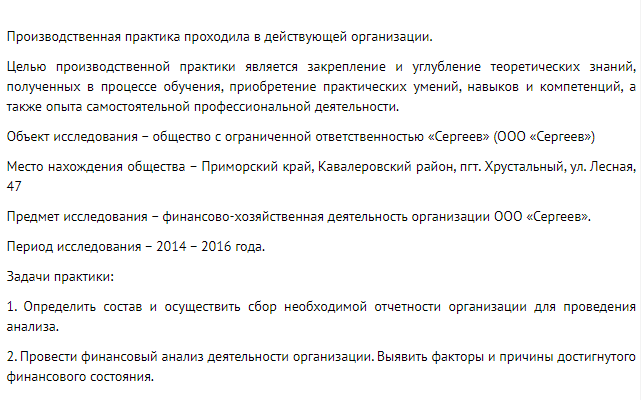 Производственная практика проходила в действующей организации.
Целью производственной практики является закрепление и углубление теоретических знаний,
полученных в процессе обучения, приобретение практических умений, навыков и компетенций, а
также опыта самостоятельной профессиональной деятельности.
Объект исследования – общество с ограниченной ответственностью «Сергеев» (ООО «Сергеев»)
Место нахождения общества – Приморский край, Кавалеровский район, пгт. Хрустальный, ул. Лесная,
47
Предмет исследования – финансово-хозяйственная деятельность организации ООО «Сергеев».
Период исследования – 2014 – 2016 года.
Задачи практики:
1. Определить состав и осуществить сбор необходимой отчетности организации для проведения
анализа.
2. Провести финансовый анализ деятельности организации. Выявить факторы и причины достигнутого
финансового состояния.